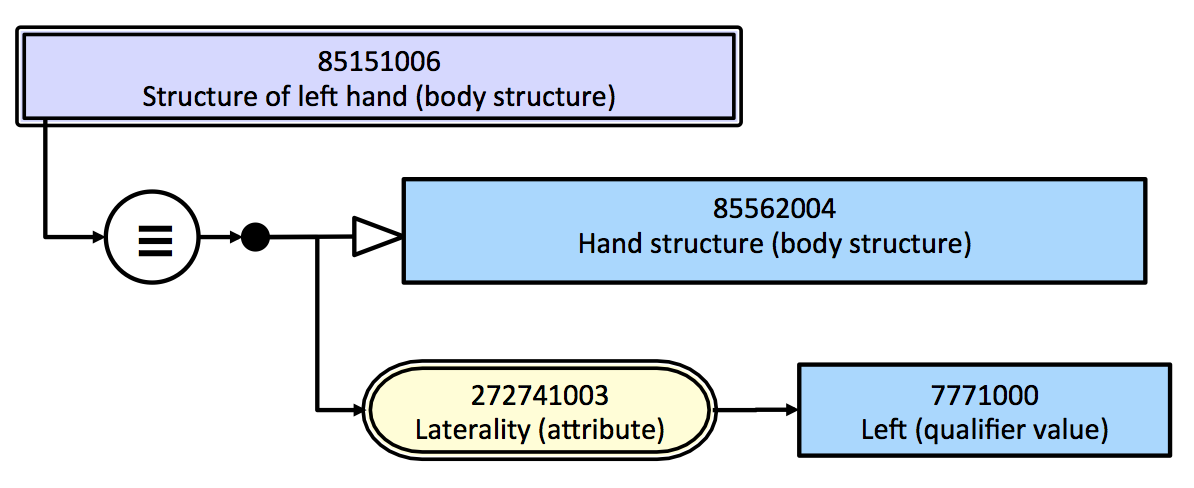 85151006
Structure of left hand (body structure)
85562004
Hand structure (body structure)
272741003
Laterality (attribute)
7771000
Left (qualifier value)